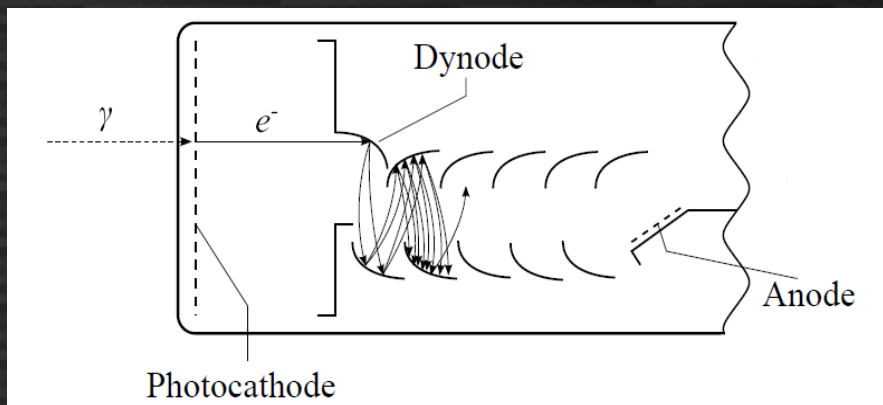 Dynode
γ
e⁻
Anode
Photocathode